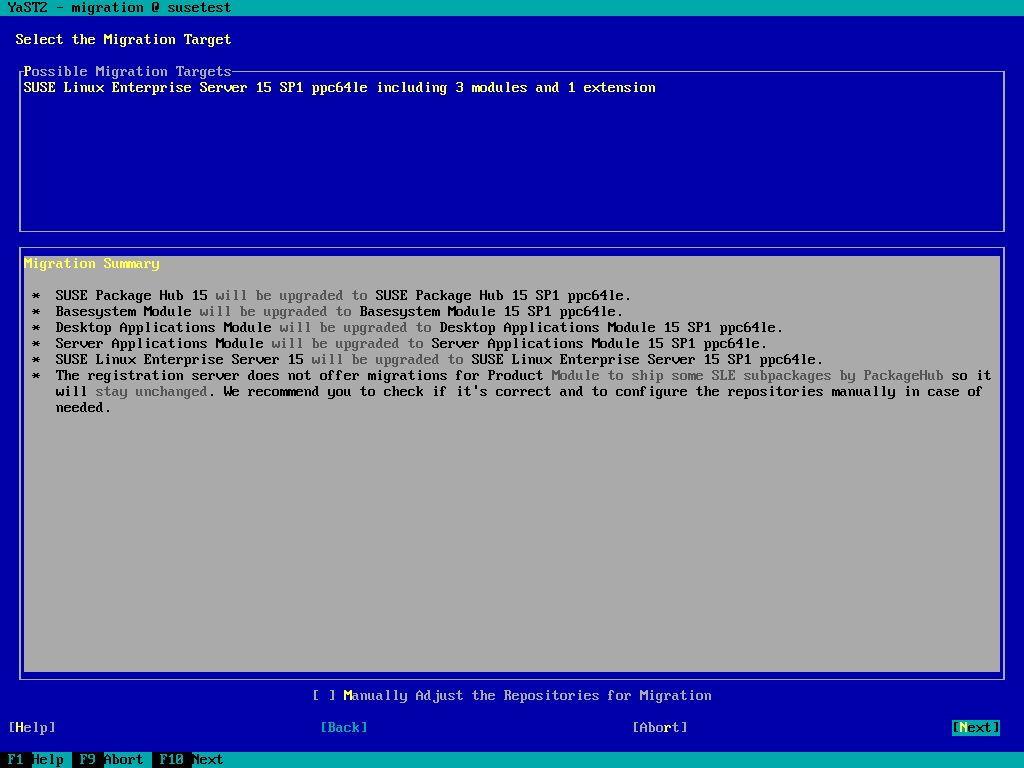 YaST2 - migration @ susetest
Select the Migration Target
Possible Migration Targets
SUSE Linux Enterprise Server 15 SP1 ppc64le including 3 modules and 1 extension
Migration Summary
* SUSE Package Hub 15 will be upgraded to SUSE Package Hub 15 SP1 ppc64le.
* Basesystem Module will be upgraded to Basesystem Module 15 SP1 ppc64le.
* Desktop Applications Module will be upgraded to Desktop Applications Module 15 SP1 ppc64le.
* Server Applications Module will be upgraded to Server Applications Module 15 SP1 ppc64le.
* SUSE Linux Enterprise Server 15 will be upgraded to SUSE Linux Enterprise Server 15 SP1 ppc64le.
* The registration server does not offer migrations for Product Module to ship some SLE subpackages by PackageHub so it
will stay unchanged. We recommend you to check if it's correct and to configure the repositories manually in case of
needed.
[ ] Manually Adjust the Repositories for Migration
[Help] [Back] [Abort] [Next]
F1 Help F9 Abort F10 Next